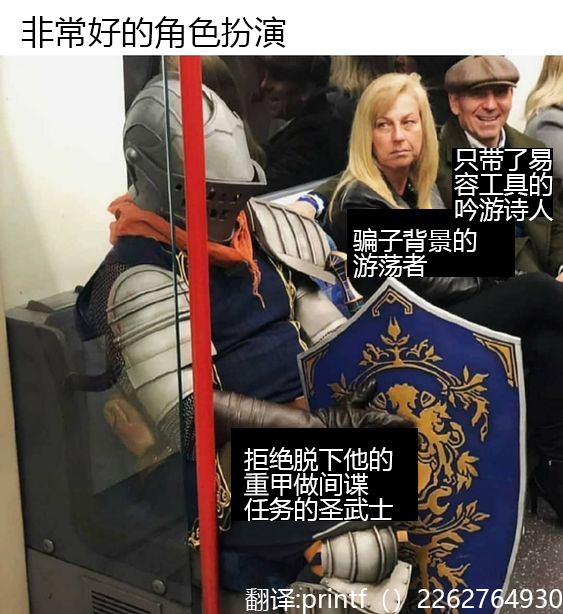 非常好的角色扮演
只带了易
容工具的
吟游诗人
骗子背景的
游荡者
拒绝脱下他的
重甲做间谍
任务的圣武士
翻译:printf（）2262764930